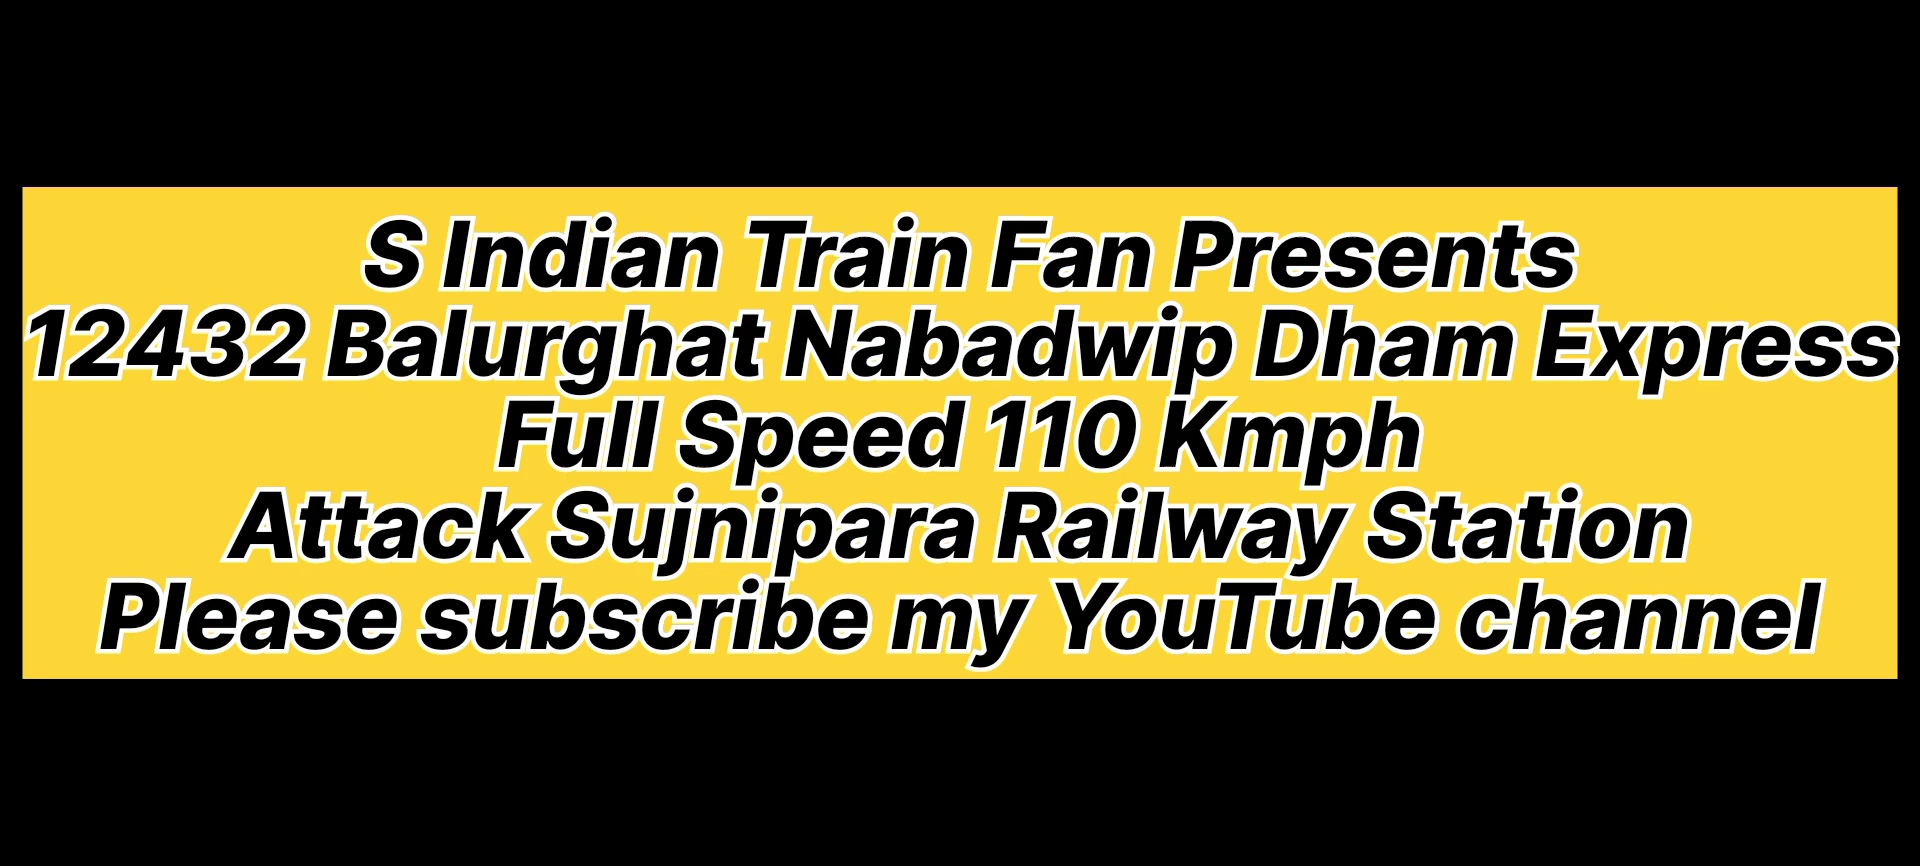 S Indian Train Fan Presents
12432 Balurghat Nabadwip Dham Express
Full Speed 110 Kmph
Attack Sujnipara Railway Station
Please subscribe my YouTube channel